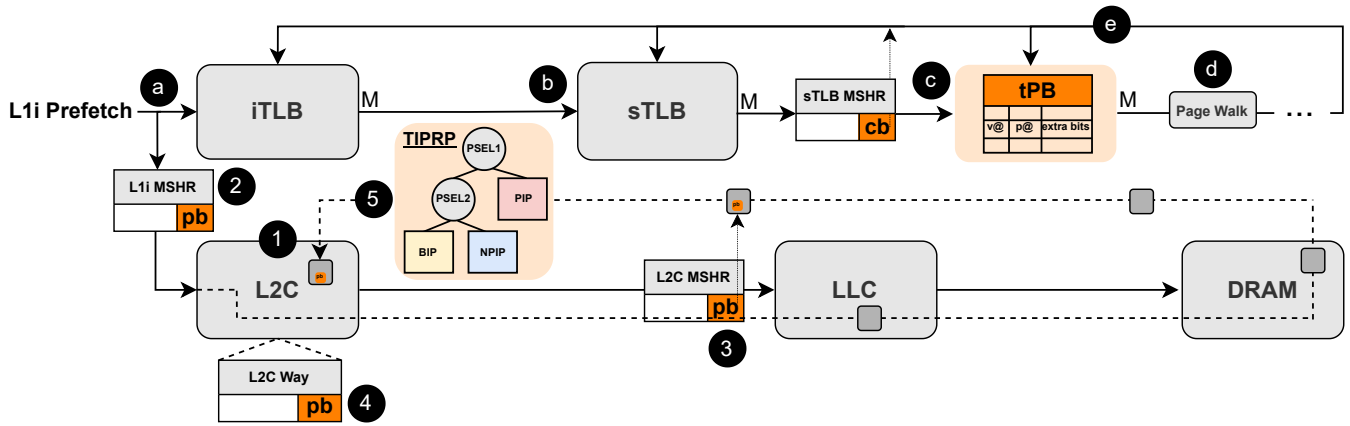 e
a
b
c
d
L1i Prefetch
iTLB
M
sTLB
M
sTLB MSHR
cb
tPB
v@ p@ extra bits
M
Page Walk
...
TIPRP
PSEL1
PSEL2
PIP
BIP
NPIP
L1i MSHR
pb
2
5
pb
1
pb
L2C
L2C MSHR
pb
3
LLC
DRAM
L2C Way
pb
4